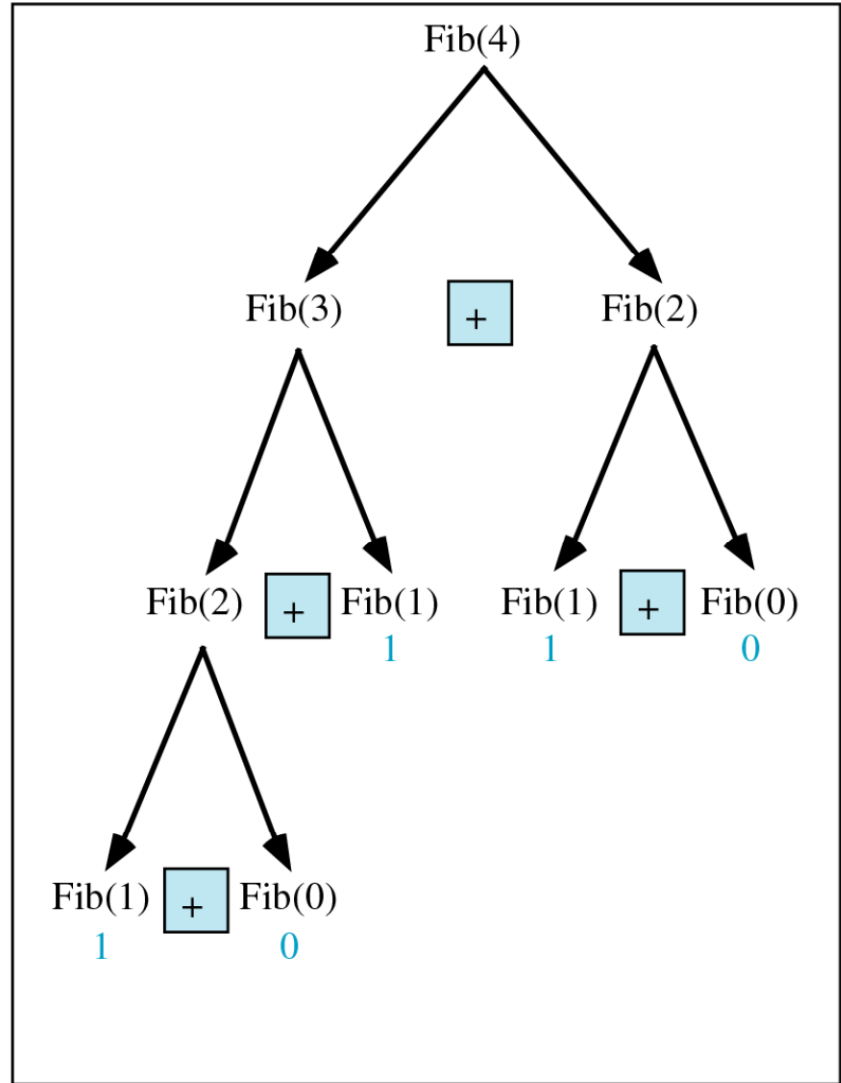 Fib(4)
Fib(3) + Fib(2)
Fib(2) + Fib(1) Fib(1) + Fib(0)
1 1 0
Fib(1) + Fib(0)
1 0